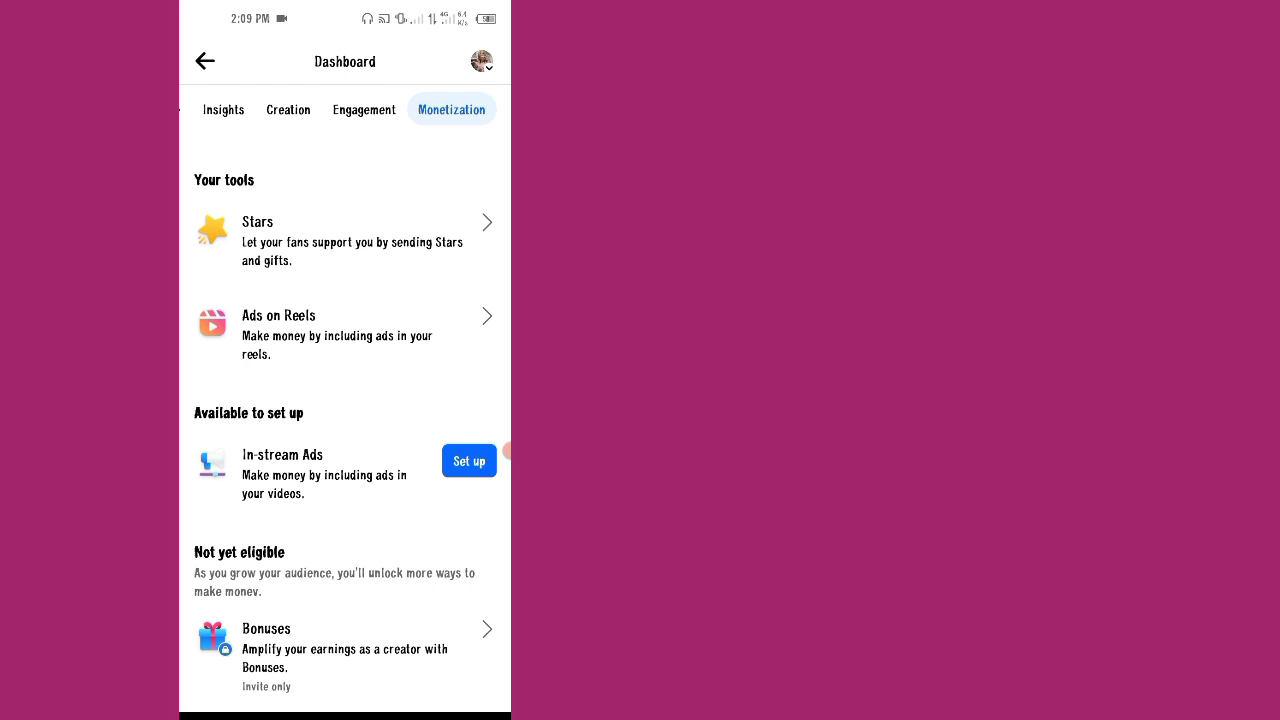 2:09 PM
4G 6.4 K/s
Dashboard
Insights Creation Engagement Monetization
Your tools
Stars
Let your fans support you by sending Stars
and gifts.
Ads on Reels
Make money by including ads in your
reels.
Available to set up
In-stream Ads
Make money by including ads in
your videos.
Set up
Not yet eligible
As you grow your audience, you'll unlock more ways to
make money.
Bonuses
Amplify your earnings as a creator with
Bonuses.
Invite only